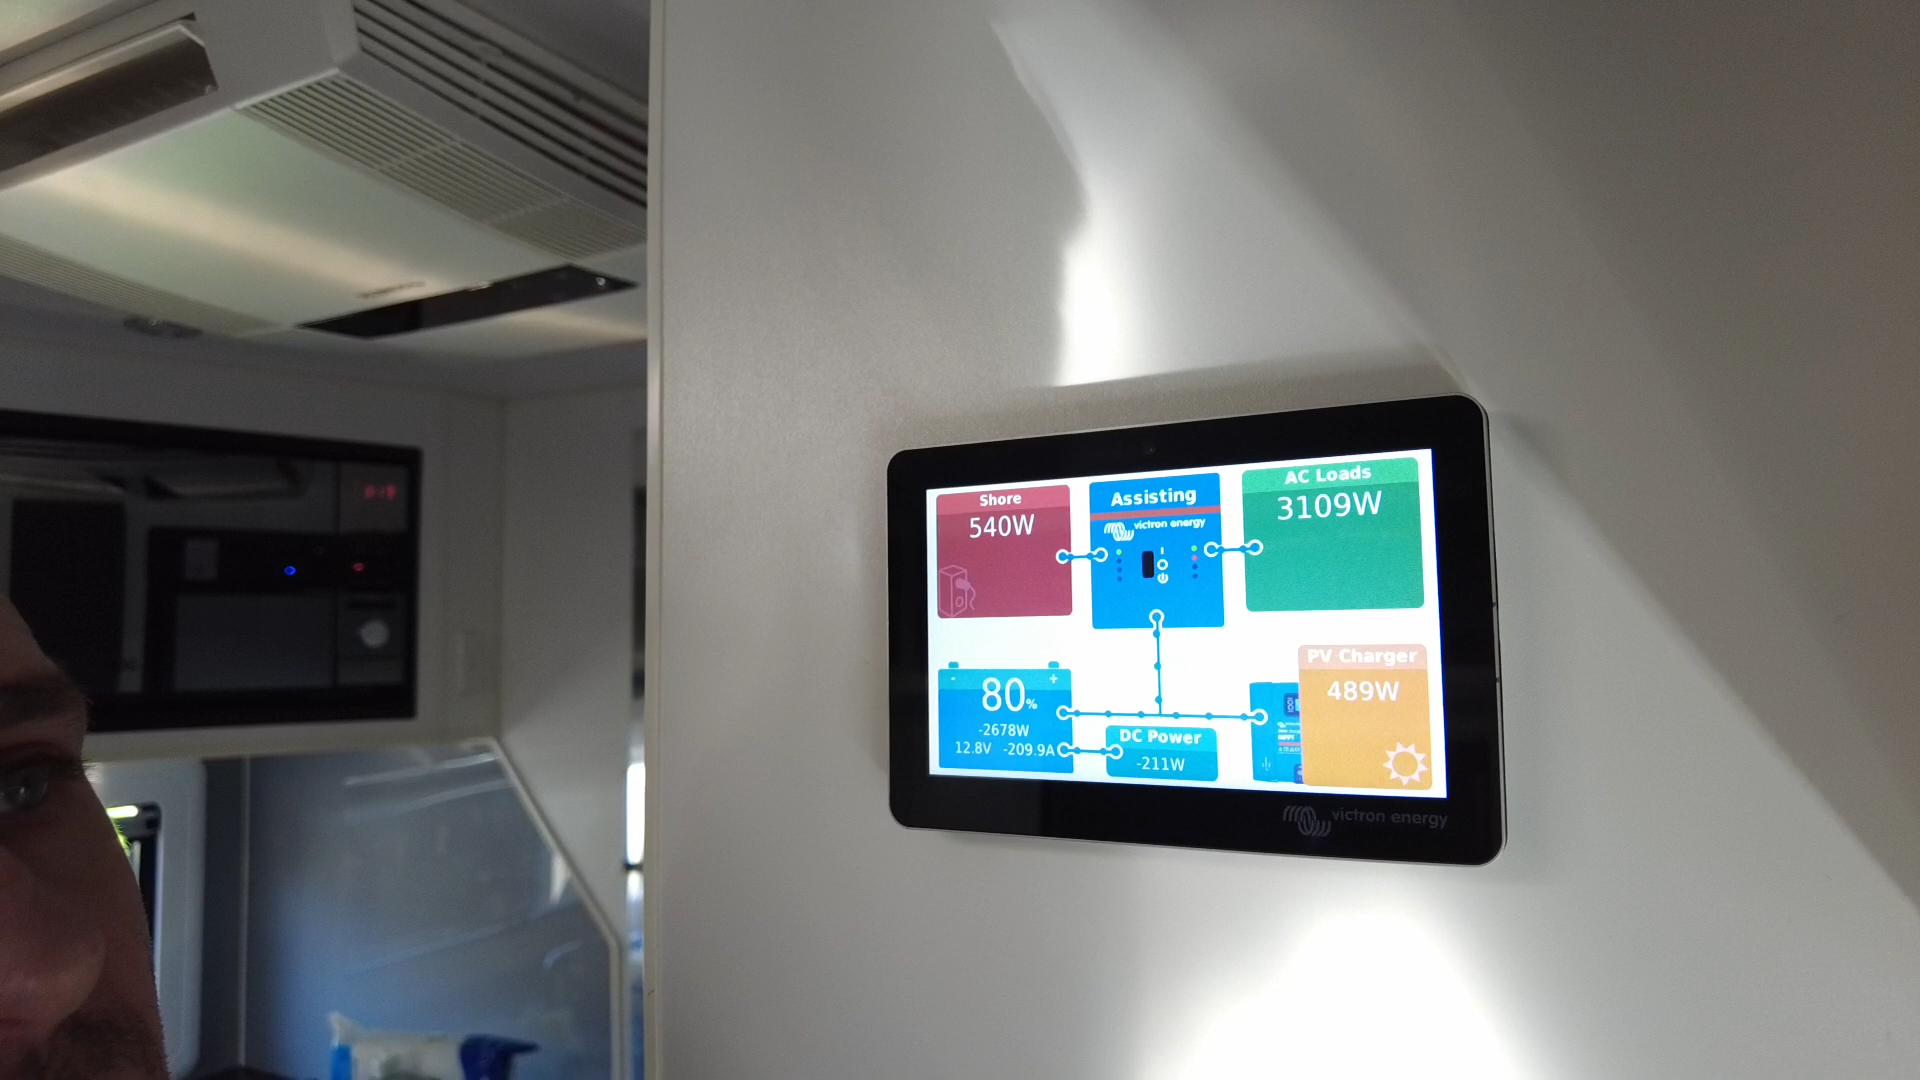 Shore
540W
Assisting
victron energy
AC Loads
3109W
- +
80%
-2678W
12.8V -209.9A
DC Power
-211W
PV Charger
489W
MPPT
victron energy